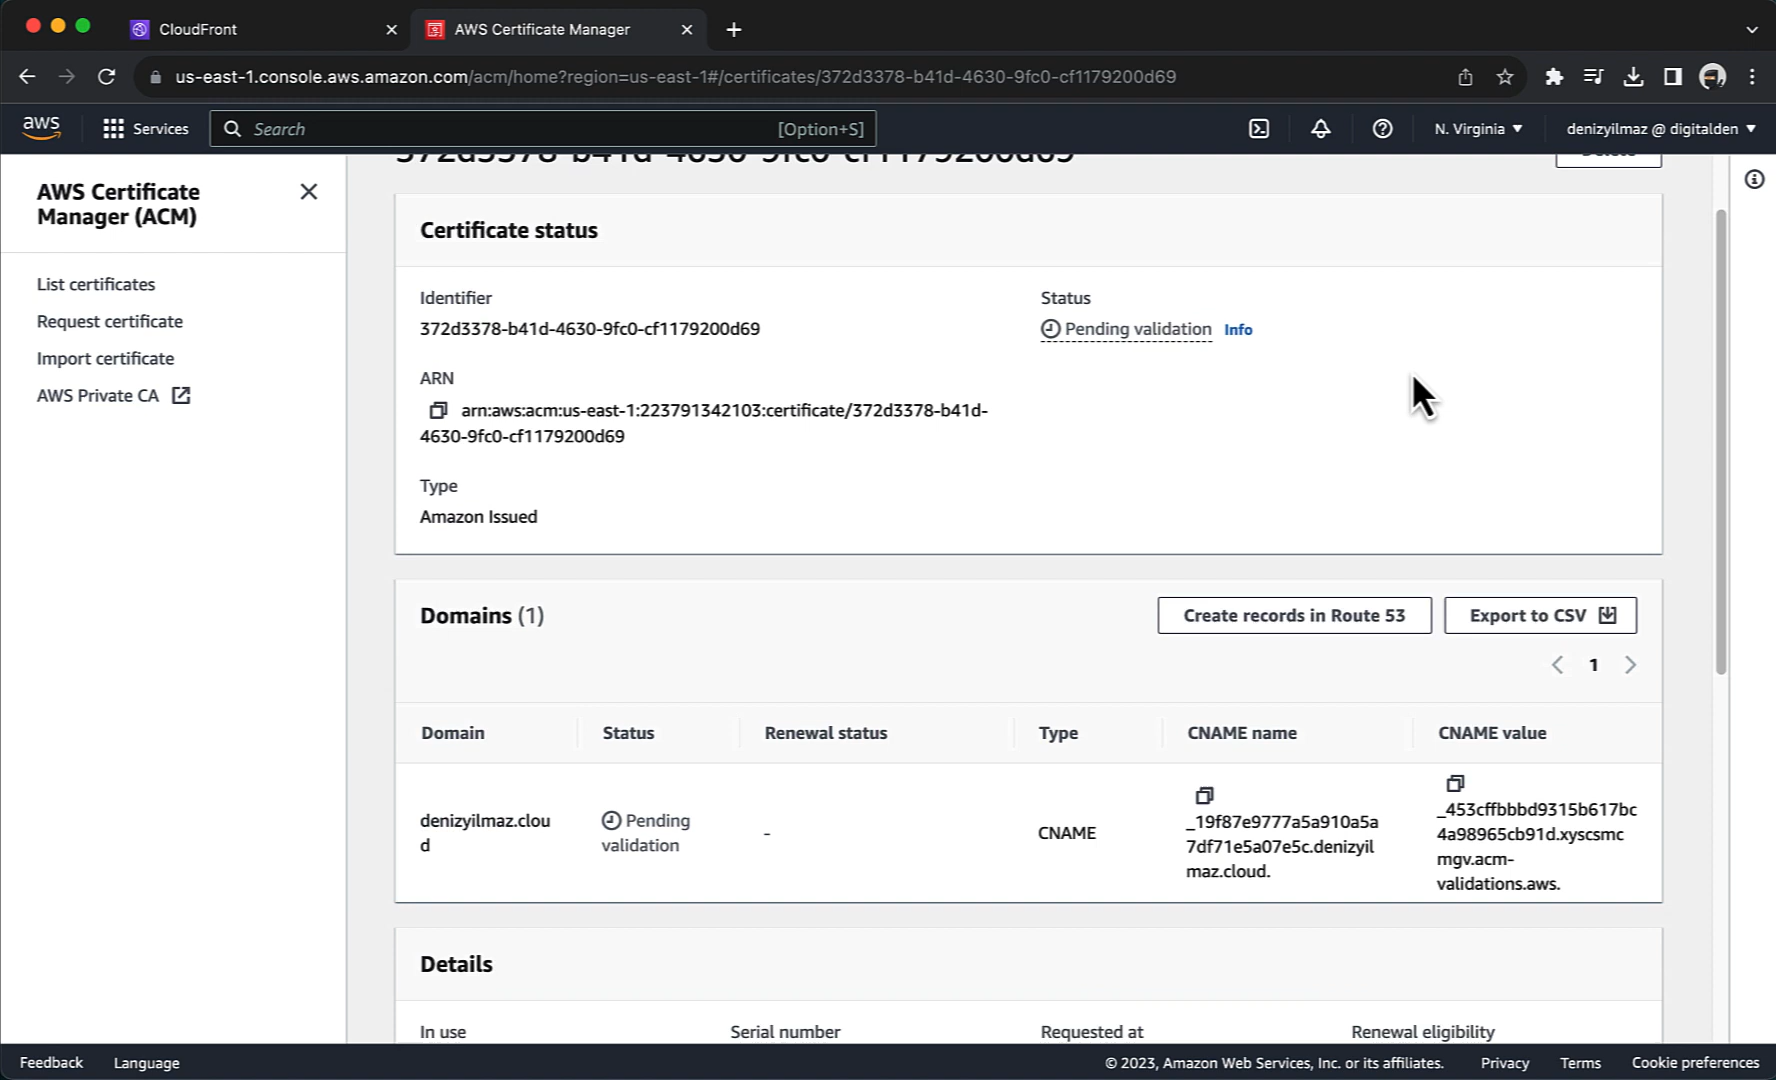 CloudFront
AWS Certificate Manager
us-east-1.console.aws.amazon.com/acm/home?region=us-east-1#/certificates/372d3378-b41d-4630-9fc0-cf1179200d69
aws
Services
Search
[Option+S]
N. Virginia
denizyilmaz @ digitalden
AWS Certificate
Manager (ACM)
List certificates
Request certificate
Import certificate
AWS Private CA
372d3378-b41d-4630-9fc0-cf1179200d69
Delete
Certificate status
Identifier
372d3378-b41d-4630-9fc0-cf1179200d69
Status
Pending validation Info
ARN
arn:aws:acm:us-east-1:223791342103:certificate/372d3378-b41d-
4630-9fc0-cf1179200d69
Type
Amazon Issued
Domains (1)
Create records in Route 53
Export to CSV
1
Domain
Status
Renewal status
Type
CNAME name
CNAME value
denizyilmaz.clou
d
Pending
validation
-
CNAME
_19f87e9777a5a910a5a
7df71e5a07e5c.denizyil
maz.cloud.
_453cffbbbd9315b617bc
4a98965cb91d.xyscsmc
mgv.acm-
validations.aws.
Details
In use
Serial number
Requested at
Renewal eligibility
Feedback
Language
© 2023, Amazon Web Services, Inc. or its affiliates.
Privacy
Terms
Cookie preferences